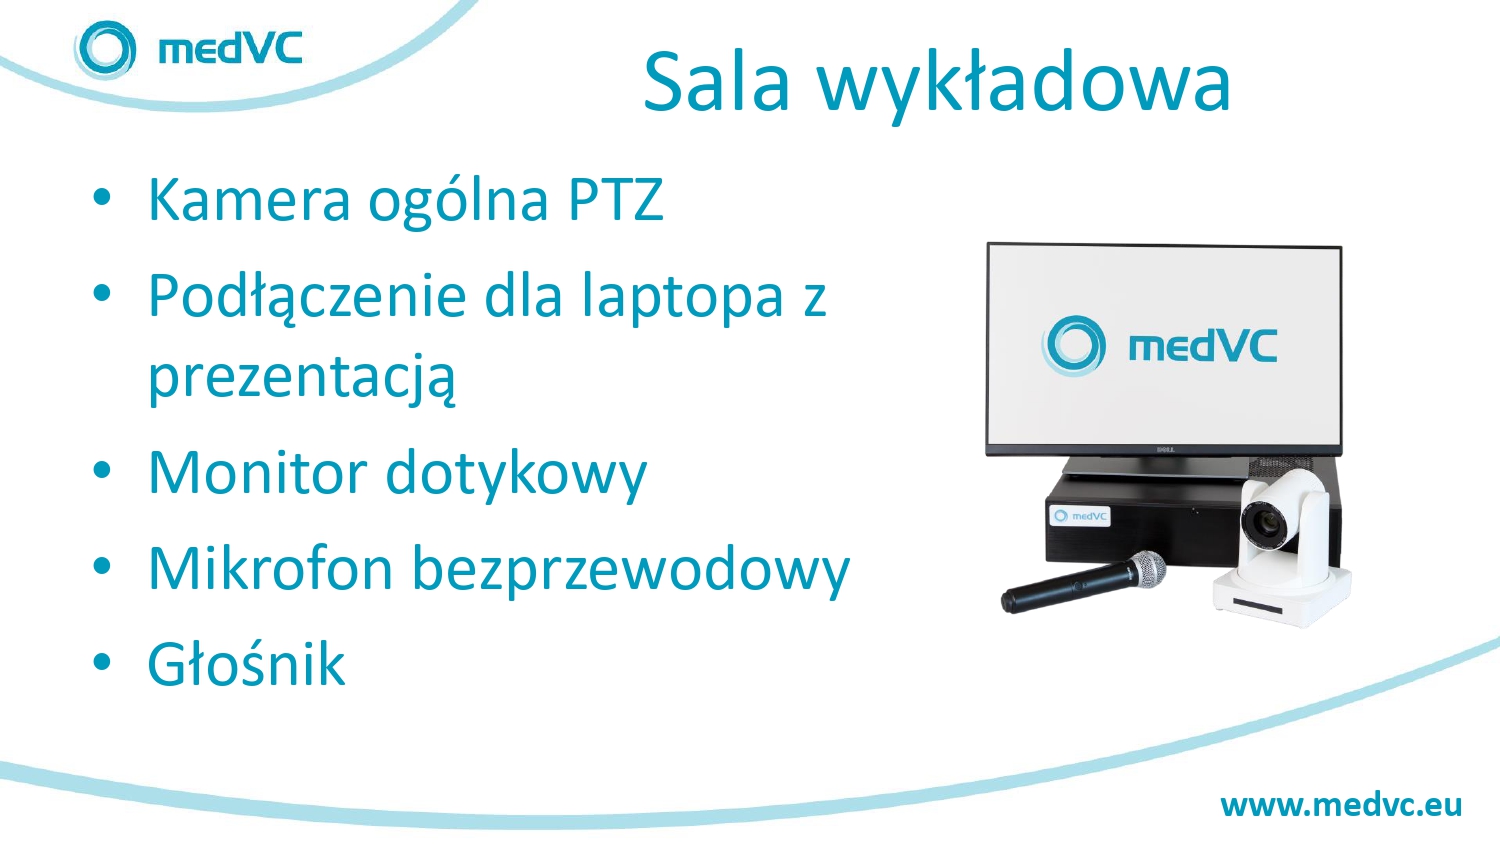 medVC
Sala wykładowa
• Kamera ogólna PTZ
• Podłączenie dla laptopa z
prezentacją
• Monitor dotykowy
• Mikrofon bezprzewodowy
• Głośnik
medVC
DELL
medVC
www.medvc.eu